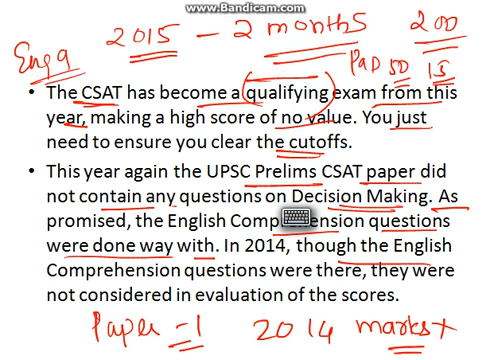 www.Bandicam.com
2015 - 2 months 200
Eng 9 PaD 50 15
• The CSAT has become a qualifying exam from this
year, making a high score of no value. You just
need to ensure you clear the cutoffs.
• This year again the UPSC Prelims CSAT paper did
not contain any questions on Decision Making. As
promised, the English Comp hension questions
were done way with. In 2014, though the English
Comprehension questions were there, they were
not considered in evaluation of the scores.
Paper - 1 2014 marks +